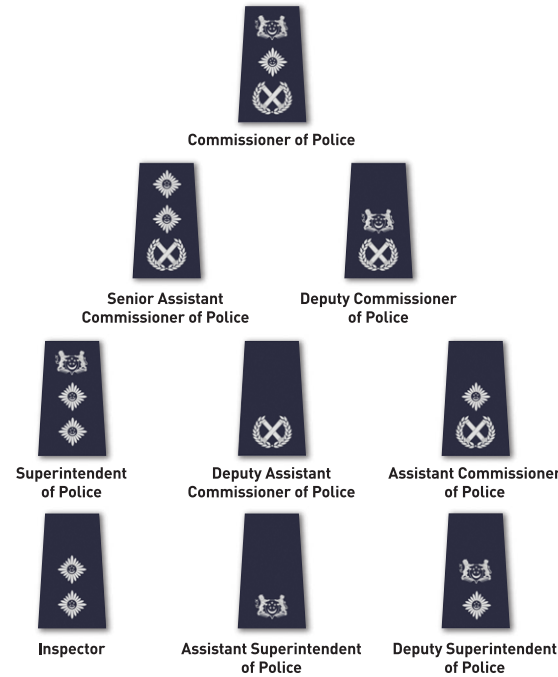 Commissioner of Police
Senior Assistant
Commissioner of Police
Deputy Commissioner
of Police
Superintendent
of Police
Deputy Assistant
Commissioner of Police
Assistant Commissioner
of Police
Inspector
Assistant Superintendent
of Police
Deputy Superintendent
of Police